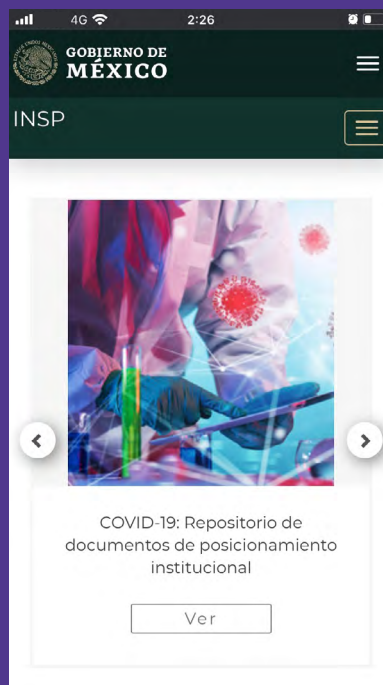 4G 2:26
GOBIERNO DE
MÉXICO
INSP
COVID-19: Repositorio de
documentos de posicionamiento
institucional
Ver